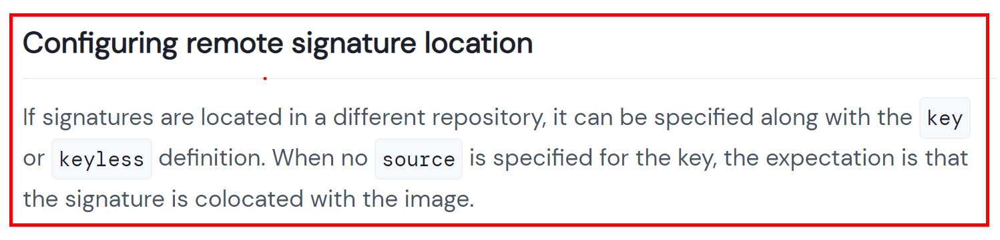 Configuring remote signature location
If signatures are located in a different repository, it can be specified along with the key
or keyless definition. When no source is specified for the key, the expectation is that
the signature is colocated with the image.